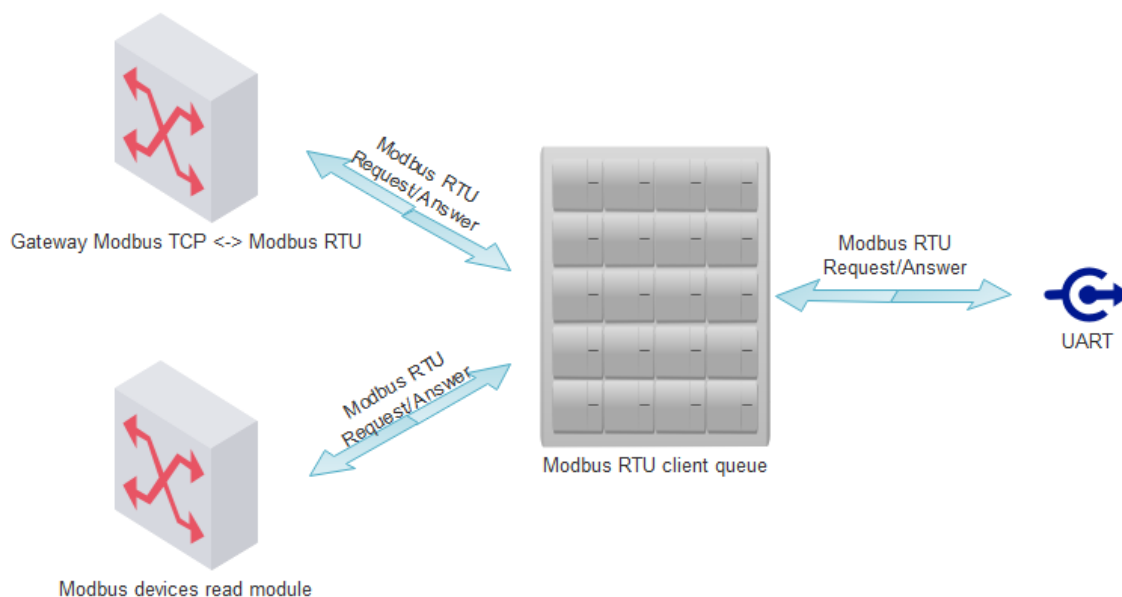 Modbus RTU
Request/Answer
Gateway Modbus TCP <-> Modbus RTU
Modbus RTU
Request/Answer
UART
Modbus RTU
Request/Answer
Modbus RTU client queue
Modbus devices read module